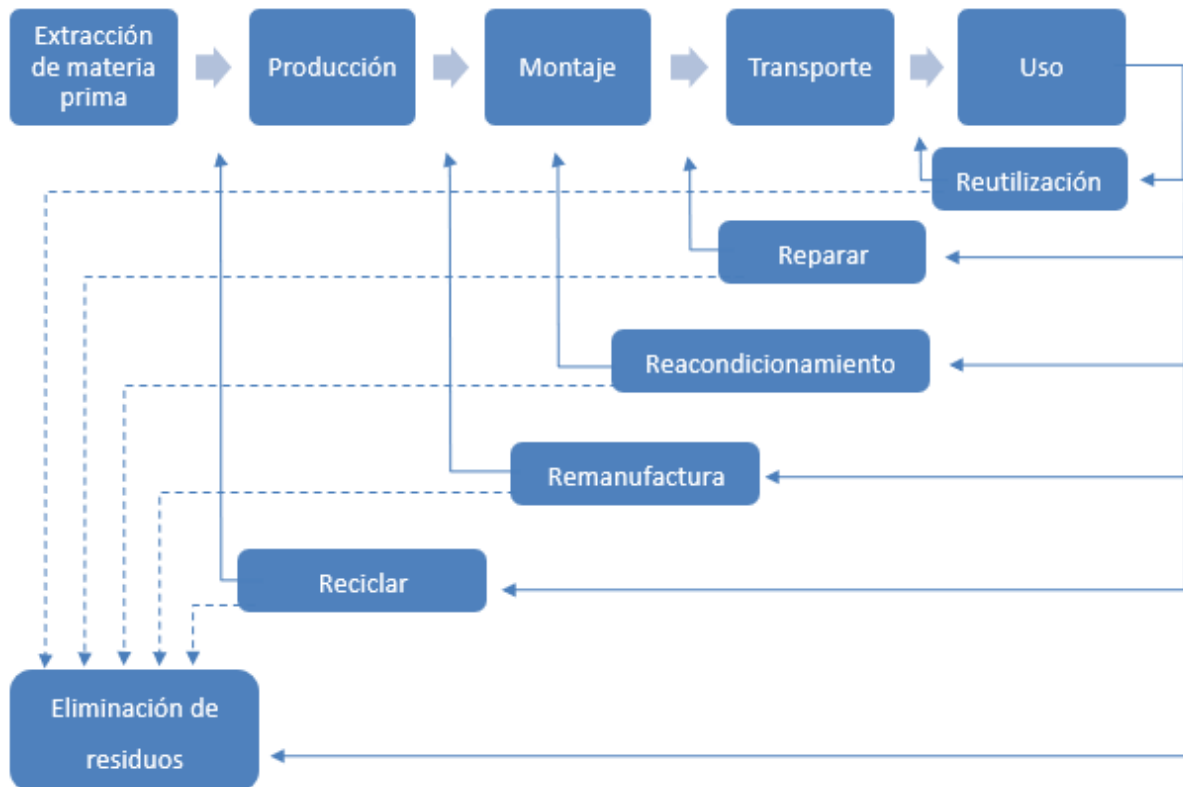 Extracción
de materia
prima
Producción
Montaje
Transporte
Uso
Reutilización
Reparar
Reacondicionamiento
Remanufactura
Reciclar
Eliminación de
residuos